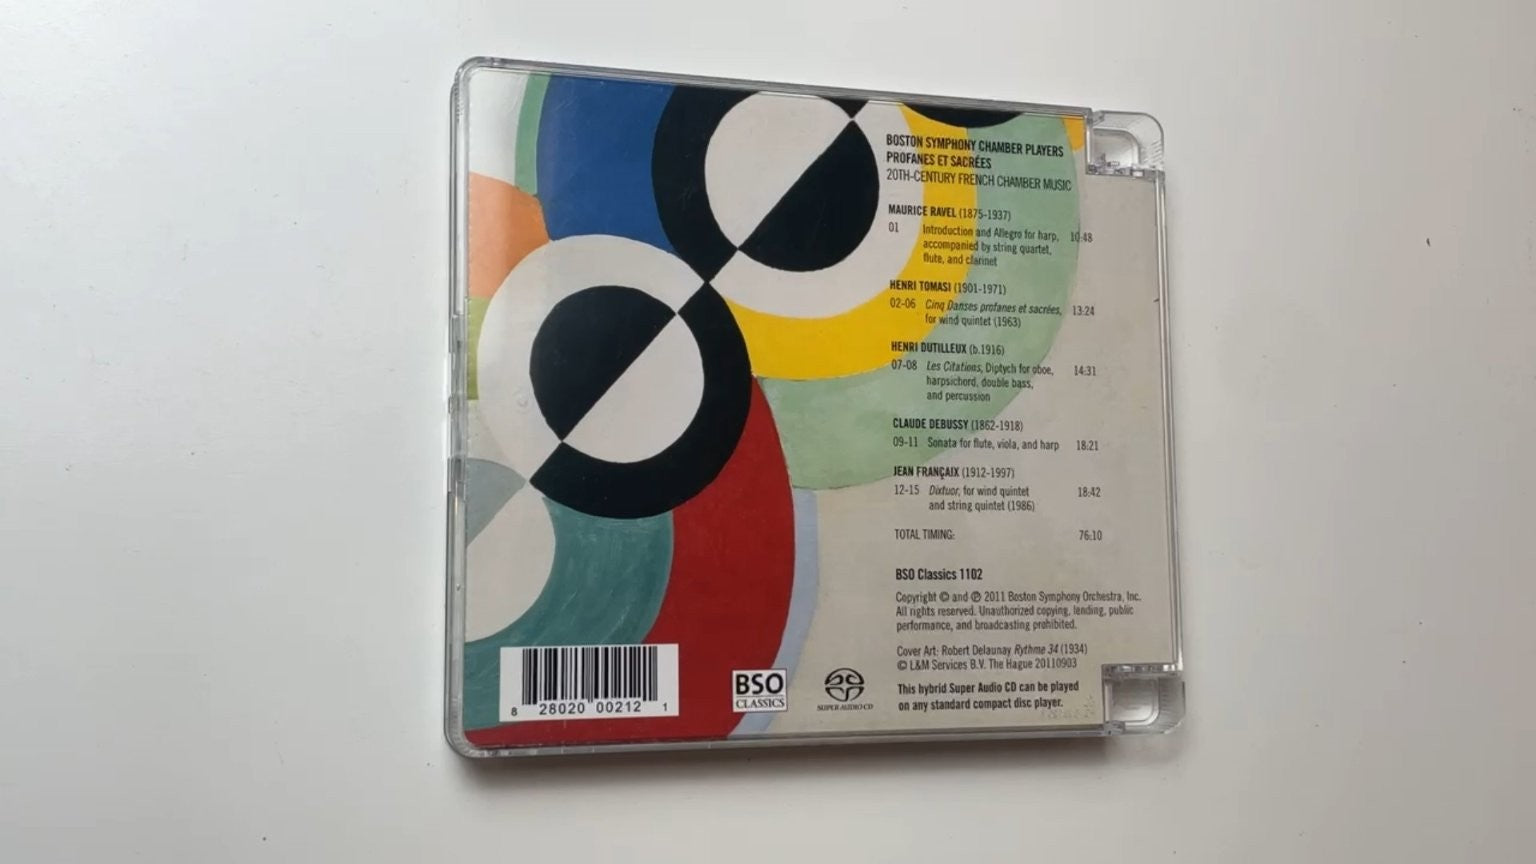 BOSTON SYMPHONY CHAMBER PLAYERS
PROFANES ET SACRÉES
20TH-CENTURY FRENCH CHAMBER MUSIC
MAURICE RAVEL (1875-1937)
01 Introduction and Allegro for harp, 10:48
accompanied by string quartet,
flute, and clarinet
HENRI TOMASI (1901-1971)
02-06 Cinq Danses profanes et sacrées, 13:24
for wind quintet (1963)
HENRI DUTILLEUX (b.1916)
07-08 Les Citations, Diptych for oboe, 14:31
harpsichord, double bass,
and percussion
CLAUDE DEBUSSY (1862-1918)
09-11 Sonata for flute, viola, and harp 18:21
JEAN FRANÇAIX (1912-1997)
12-15 Dixtuor, for wind quintet 18:42
and string quintet (1986)
TOTAL TIMING: 76:10
BSO Classics 1102
Copyright © and ℗ 2011 Boston Symphony Orchestra, Inc.
All rights reserved. Unauthorized copying, lending, public
performance, and broadcasting prohibited.
Cover Art: Robert Delaunay Rythme 34 (1934)
© L&M Services B.V. The Hague 20110903
This hybrid Super Audio CD can be played
on any standard compact disc player.
8 28020 00212 1
BSO
CLASSICS
SUPER AUDIO CD